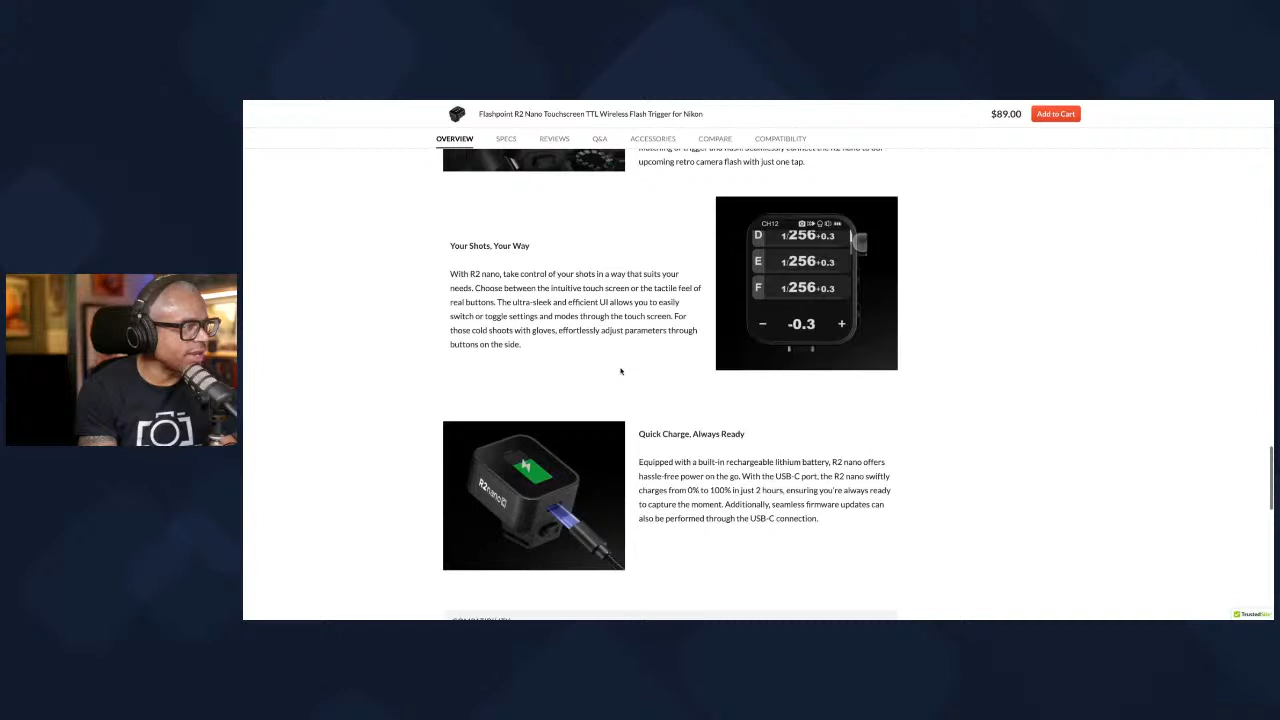 Flashpoint R2 Nano Touchscreen TTL Wireless Flash Trigger for Nikon
$89.00
Add to Cart
OVERVIEW
SPECS
REVIEWS
Q&A
ACCESSORIES
COMPARE
COMPATIBILITY
upcoming retro camera flash with just one tap.
Your Shots, Your Way
With R2 nano, take control of your shots in a way that suits your
needs. Choose between the intuitive touch screen or the tactile feel of
real buttons. The ultra-sleek and efficient UI allows you to easily
switch or toggle settings and modes through the touch screen. For
those cold shoots with gloves, effortlessly adjust parameters through
buttons on the side.
CH12
D 1/256+0.3
E 1/256+0.3
F 1/256+0.3
− -0.3 +
R2nano
Quick Charge, Always Ready
Equipped with a built-in rechargeable lithium battery, R2 nano offers
hassle-free power on the go. With the USB-C port, the R2 nano swiftly
charges from 0% to 100% in just 2 hours, ensuring you're always ready
to capture the moment. Additionally, seamless firmware updates can
also be performed through the USB-C connection.
TrustedSite